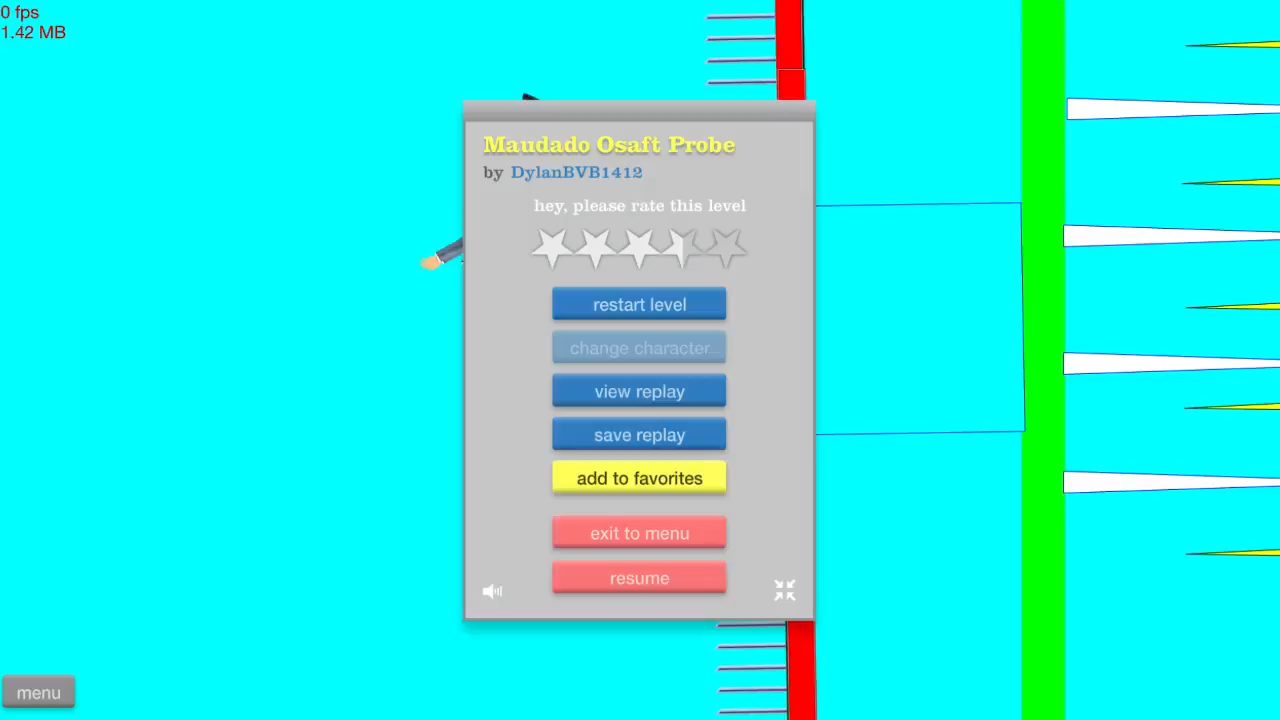 0 fps
1.42 MB
Maudado Osaft Probe
by DylanBVB1412
hey, please rate this level
restart level
change character...
view replay
save replay
add to favorites
exit to menu
resume
menu